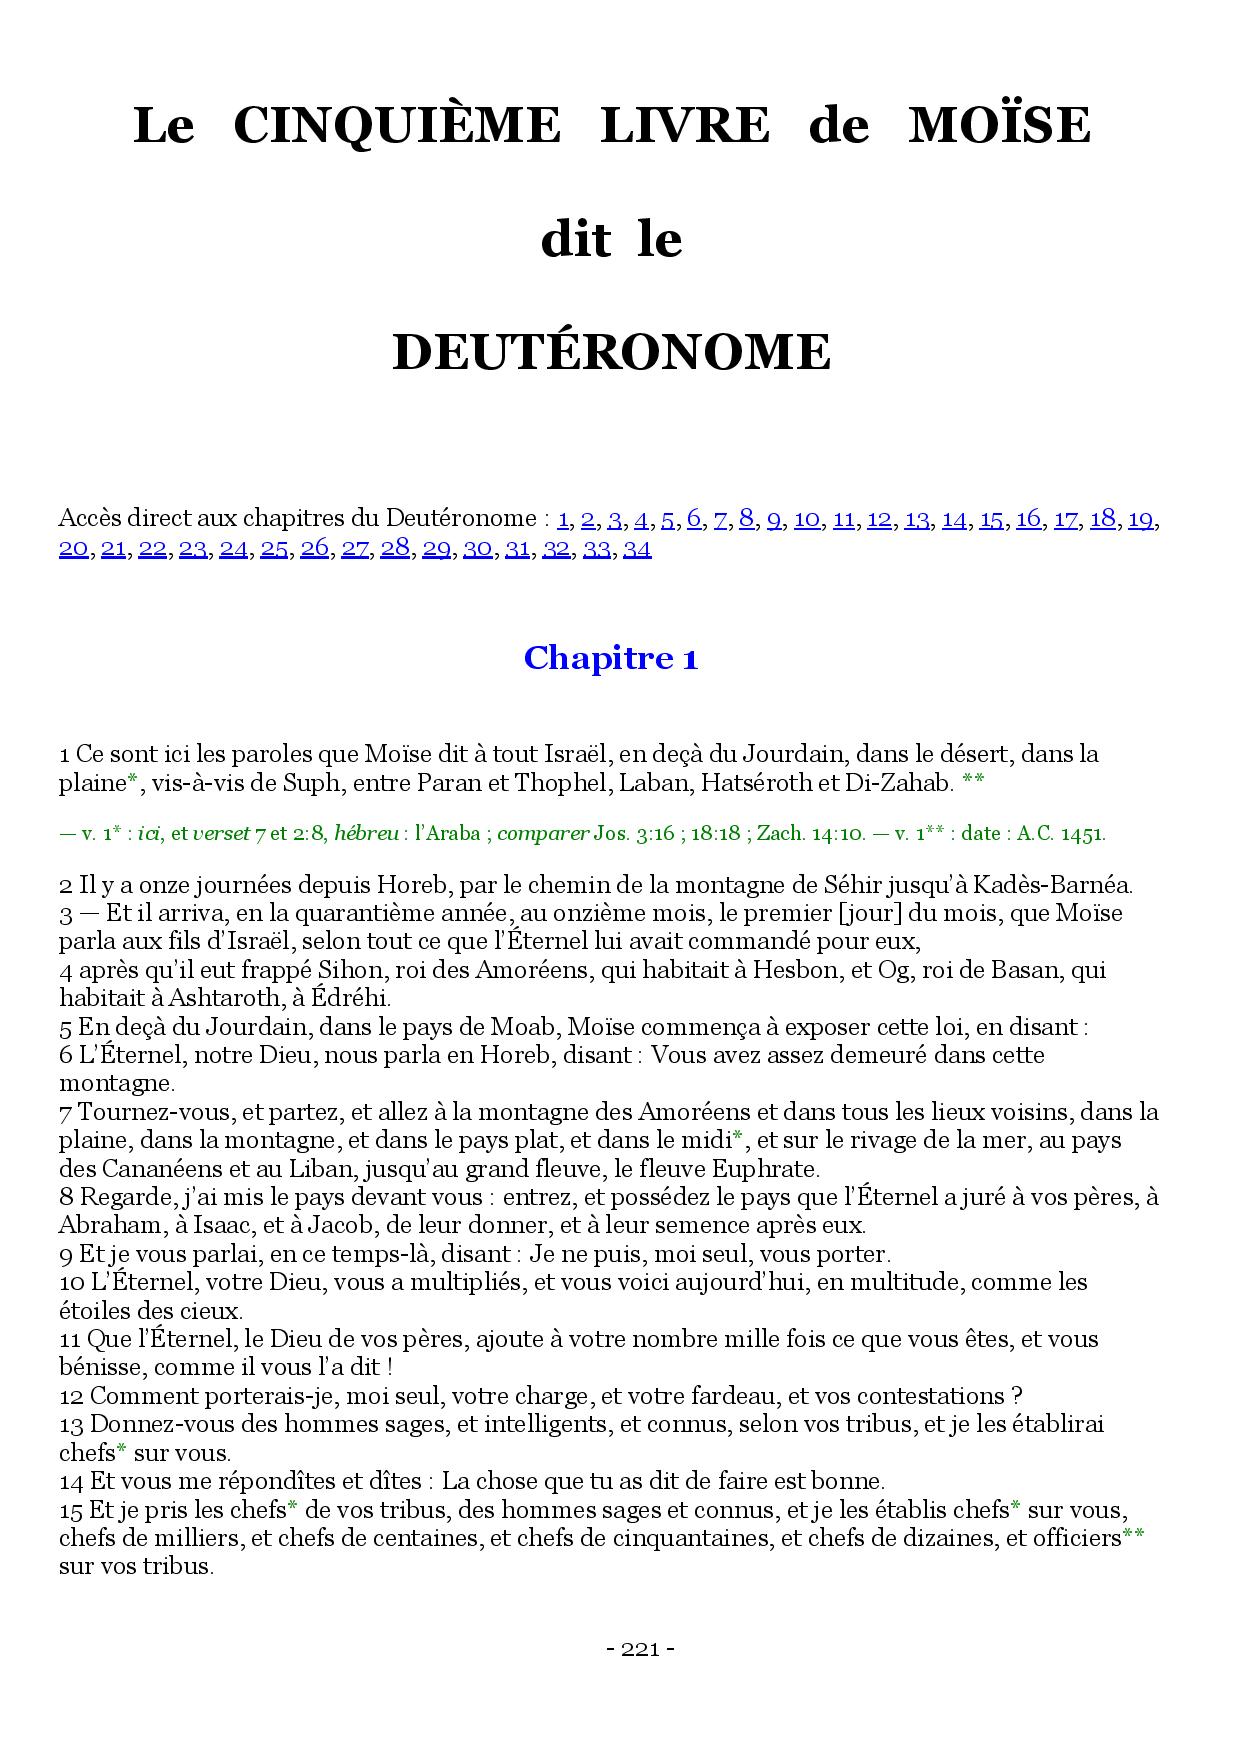 Le CINQUIÈME LIVRE de MOÏSE
dit le
DEUTÉRONOME
Accès direct aux chapitres du Deutéronome : 1, 2, 3, 4, 5, 6, 7, 8, 9, 10, 11, 12, 13, 14, 15, 16, 17, 18, 19,
20, 21, 22, 23, 24, 25, 26, 27, 28, 29, 30, 31, 32, 33, 34
Chapitre 1
1 Ce sont ici les paroles que Moïse dit à tout Israël, en deçà du Jourdain, dans le désert, dans la
plaine*, vis-à-vis de Suph, entre Paran et Thophel, Laban, Hatséroth et Di-Zahab. **
— v. 1* : ici, et verset 7 et 2:8, hébreu : l’Araba ; comparer Jos. 3:16 ; 18:18 ; Zach. 14:10. — v. 1** : date : A.C. 1451.
2 Il y a onze journées depuis Horeb, par le chemin de la montagne de Séhir jusqu’à Kadès-Barnéa.
3 — Et il arriva, en la quarantième année, au onzième mois, le premier [jour] du mois, que Moïse
parla aux fils d’Israël, selon tout ce que l’Éternel lui avait commandé pour eux,
4 après qu’il eut frappé Sihon, roi des Amoréens, qui habitait à Hesbon, et Og, roi de Basan, qui
habitait à Ashtaroth, à Édréhi.
5 En deçà du Jourdain, dans le pays de Moab, Moïse commença à exposer cette loi, en disant :
6 L’Éternel, notre Dieu, nous parla en Horeb, disant : Vous avez assez demeuré dans cette
montagne.
7 Tournez-vous, et partez, et allez à la montagne des Amoréens et dans tous les lieux voisins, dans la
plaine, dans la montagne, et dans le pays plat, et dans le midi*, et sur le rivage de la mer, au pays
des Cananéens et au Liban, jusqu’au grand fleuve, le fleuve Euphrate.
8 Regarde, j’ai mis le pays devant vous : entrez, et possédez le pays que l’Éternel a juré à vos pères, à
Abraham, à Isaac, et à Jacob, de leur donner, et à leur semence après eux.
9 Et je vous parlai, en ce temps-là, disant : Je ne puis, moi seul, vous porter.
10 L’Éternel, votre Dieu, vous a multipliés, et vous voici aujourd’hui, en multitude, comme les
étoiles des cieux.
11 Que l’Éternel, le Dieu de vos pères, ajoute à votre nombre mille fois ce que vous êtes, et vous
bénisse, comme il vous l’a dit !
12 Comment porterais-je, moi seul, votre charge, et votre fardeau, et vos contestations ?
13 Donnez-vous des hommes sages, et intelligents, et connus, selon vos tribus, et je les établirai
chefs* sur vous.
14 Et vous me répondîtes et dîtes : La chose que tu as dit de faire est bonne.
15 Et je pris les chefs* de vos tribus, des hommes sages et connus, et je les établis chefs* sur vous,
chefs de milliers, et chefs de centaines, et chefs de cinquantaines, et chefs de dizaines, et officiers**
sur vos tribus.
- 221 -